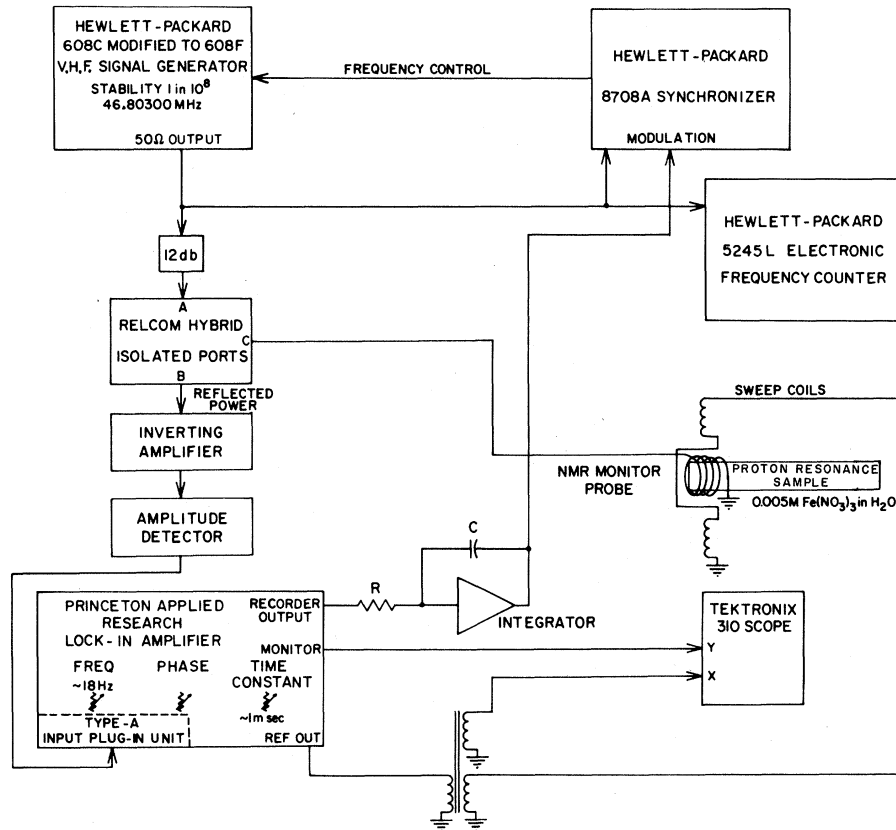 HEWLETT-PACKARD
608C MODIFIED TO 608F
V.H.F. SIGNAL GENERATOR
STABILITY 1 in 10⁸
46.80300 MHz
50Ω OUTPUT
FREQUENCY CONTROL
HEWLETT-PACKARD
8708A SYNCHRONIZER
MODULATION
HEWLETT-PACKARD
5245L ELECTRONIC
FREQUENCY COUNTER
12db
A
RELCOM HYBRID
C
ISOLATED PORTS
B
REFLECTED
POWER
INVERTING
AMPLIFIER
AMPLITUDE
DETECTOR
SWEEP COILS
NMR MONITOR
PROBE
PROTON RESONANCE
SAMPLE
0.005M Fe(NO₃)₃ in H₂O
C
R
INTEGRATOR
PRINCETON APPLIED
RESEARCH
LOCK-IN AMPLIFIER
RECORDER
OUTPUT
MONITOR
FREQ
~18Hz
PHASE
TIME
CONSTANT
~1m sec
TYPE-A
INPUT PLUG-IN UNIT
REF OUT
TEKTRONIX
310 SCOPE
Y
X